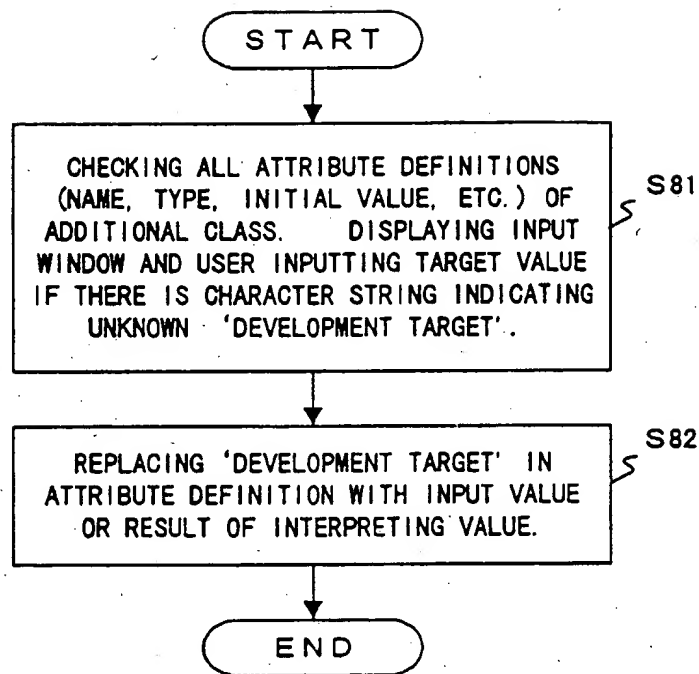 START
CHECKING ALL ATTRIBUTE DEFINITIONS
(NAME, TYPE, INITIAL VALUE, ETC.) OF
ADDITIONAL CLASS. DISPLAYING INPUT
WINDOW AND USER INPUTTING TARGET VALUE
IF THERE IS CHARACTER STRING INDICATING
UNKNOWN 'DEVELOPMENT TARGET'.
S81
REPLACING 'DEVELOPMENT TARGET' IN
ATTRIBUTE DEFINITION WITH INPUT VALUE
OR RESULT OF INTERPRETING VALUE.
S82
END